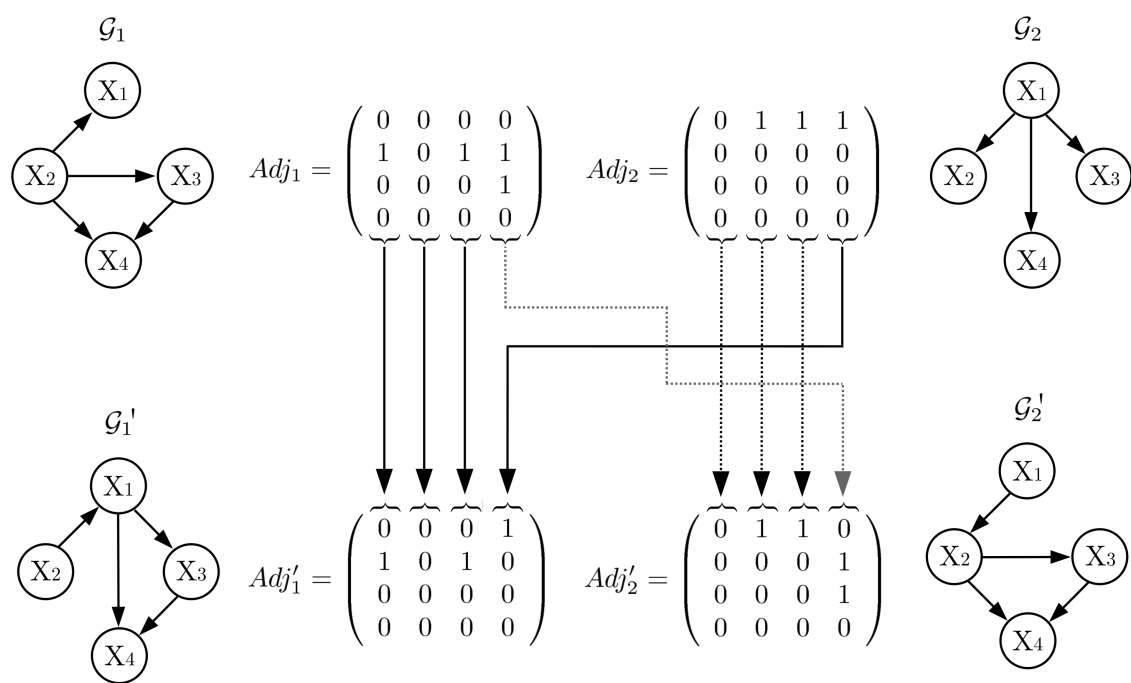 𝒢₁
X₁
X₂
X₃
X₄
Adj₁ =
0 0 0 0
1 0 1 1
0 0 0 1
0 0 0 0
Adj₂ =
0 1 1 1
0 0 0 0
0 0 0 0
0 0 0 0
𝒢₂
X₁
X₂
X₃
X₄
𝒢₁'
X₁
X₂
X₃
X₄
Adj′₁ =
0 0 0 1
1 0 1 0
0 0 0 0
0 0 0 0
Adj′₂ =
0 1 1 0
0 0 0 1
0 0 0 1
0 0 0 0
𝒢₂'
X₁
X₂
X₃
X₄